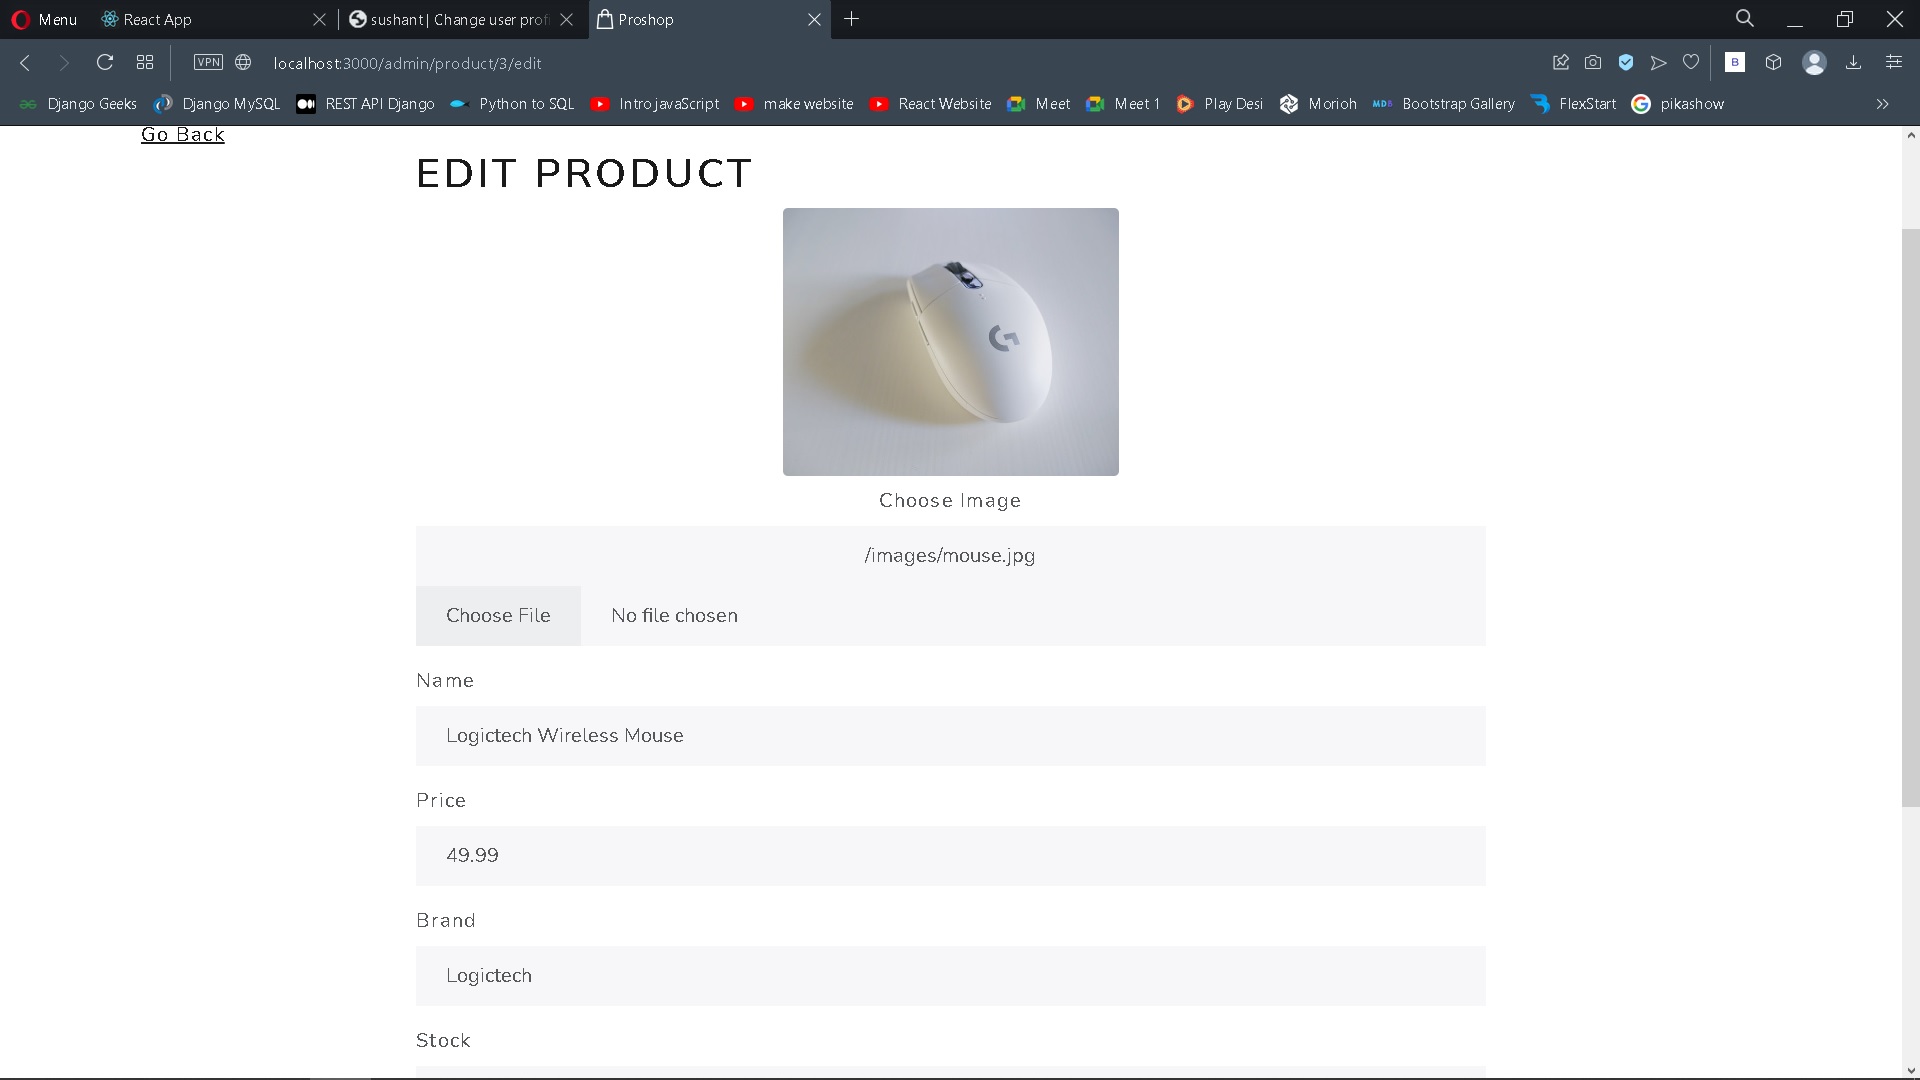 Menu React App sushant | Change user prof Proshop
VPN localhost:3000/admin/product/3/edit B
Django Geeks Django MySQL REST API Django Python to SQL Intro javaScript make website React Website Meet Meet 1 Play Desi Morioh MDB Bootstrap Gallery FlexStart pikashow
Go Back
EDIT PRODUCT
G
Choose Image
/images/mouse.jpg
Choose File No file chosen
Name
Logictech Wireless Mouse
Price
49.99
Brand
Logictech
Stock